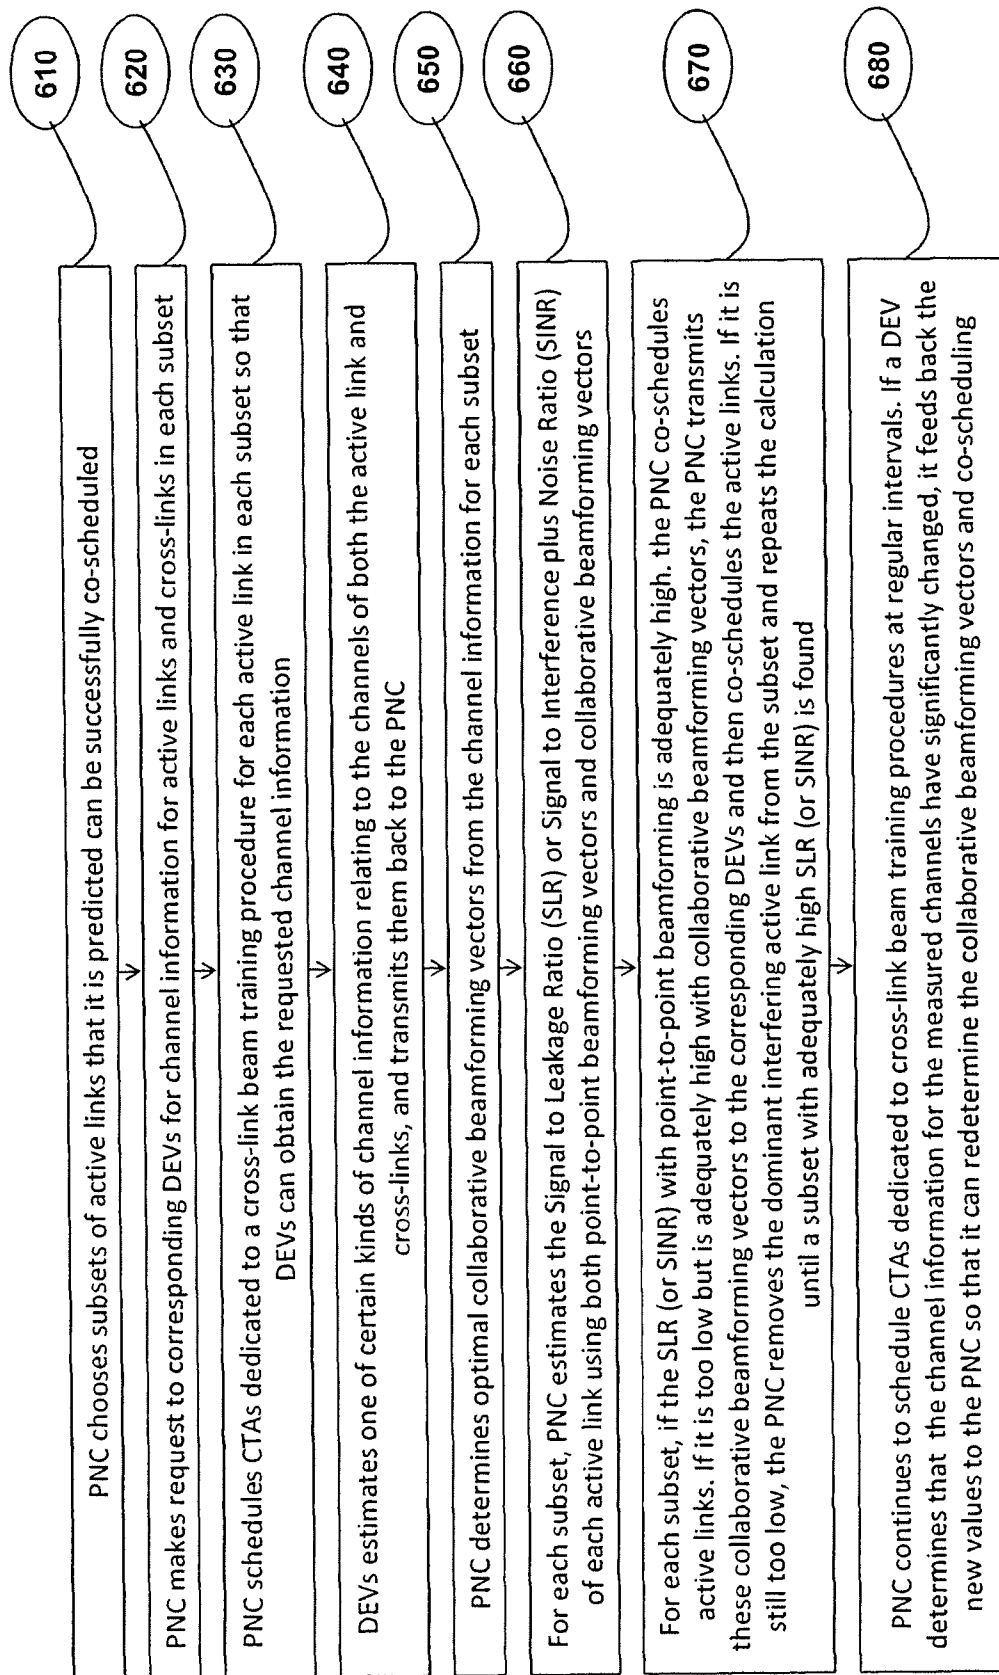 PNC chooses subsets of active links that it is predicted can be successfully co-scheduled
610
PNC makes request to corresponding DEVs for channel information for active links and cross-links in each subset
620
PNC schedules CTAs dedicated to a cross-link beam training procedure for each active link in each subset so that
DEVs can obtain the requested channel information
630
DEVs estimates one of certain kinds of channel information relating to the channels of both the active link and
cross-links, and transmits them back to the PNC
640
PNC determines optimal collaborative beamforming vectors from the channel information for each subset
650
For each subset, PNC estimates the Signal to Leakage Ratio (SLR) or Signal to Interference plus Noise Ratio (SINR)
of each active link using both point-to-point beamforming vectors and collaborative beamforming vectors
660
For each subset, if the SLR (or SINR) with point-to-point beamforming is adequately high. the PNC co-schedules
active links. If it is too low but is adequately high with collaborative beamforming vectors, the PNC transmits
these collaborative beamforming vectors to the corresponding DEVs and then co-schedules the active links. If it is
still too low, the PNC removes the dominant interfering active link from the subset and repeats the calculation
until a subset with adequately high SLR (or SINR) is found
670
PNC continues to schedule CTAs dedicated to cross-link beam training procedures at regular intervals. If a DEV
determines that the channel information for the measured channels have significantly changed, it feeds back the
new values to the PNC so that it can redetermine the collaborative beamforming vectors and co-scheduling
680